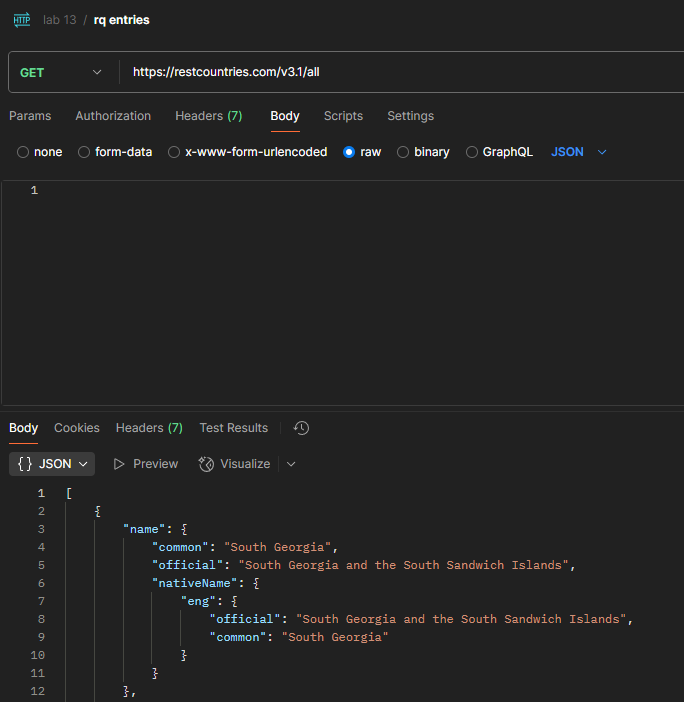 HTTP lab 13 / rq entries
GET https://restcountries.com/v3.1/all
Params Authorization Headers (7) Body Scripts Settings
none form-data x-www-form-urlencoded raw binary GraphQL JSON
1
Body Cookies Headers (7) Test Results
{} JSON Preview Visualize
1 [
2 {
3 "name": {
4 "common": "South Georgia",
5 "official": "South Georgia and the South Sandwich Islands",
6 "nativeName": {
7 "eng": {
8 "official": "South Georgia and the South Sandwich Islands",
9 "common": "South Georgia"
10 }
11 }
12 },